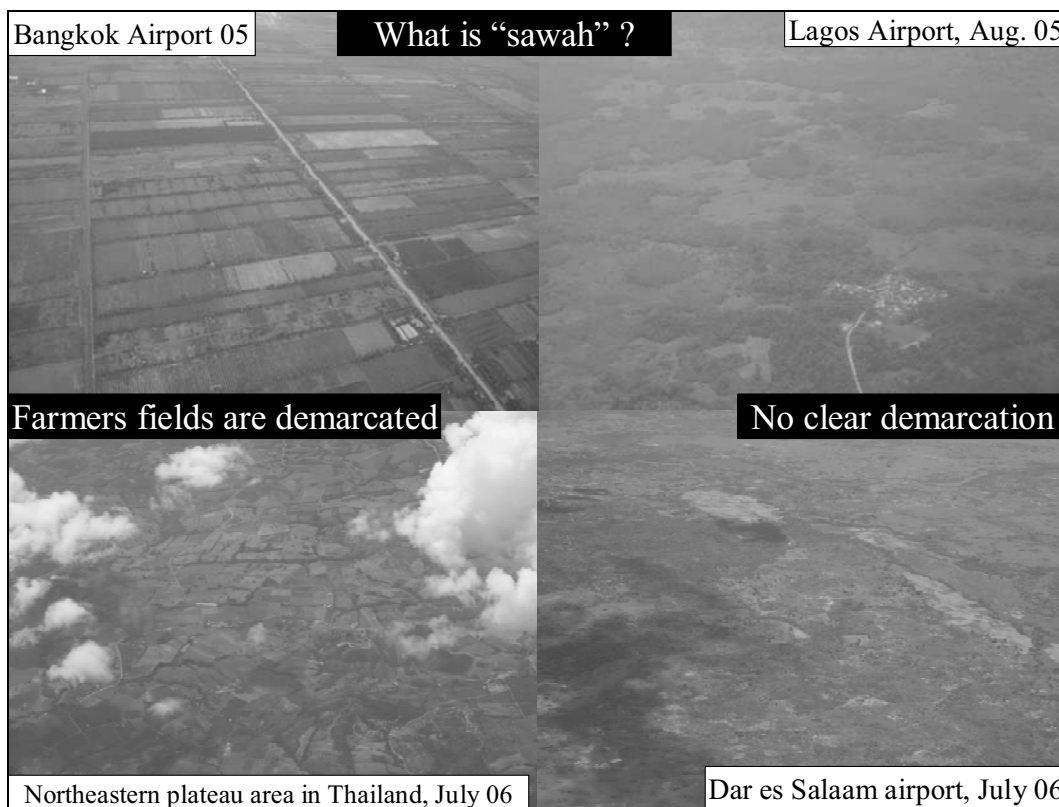 Bangkok Airport 05
What is “sawah” ?
Lagos Airport, Aug. 05
Farmers fields are demarcated
No clear demarcation
Northeastern plateau area in Thailand, July 06
Dar es Salaam airport, July 06